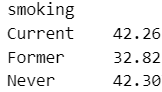 smoking
Current    42.26
Former     32.82
Never      42.30